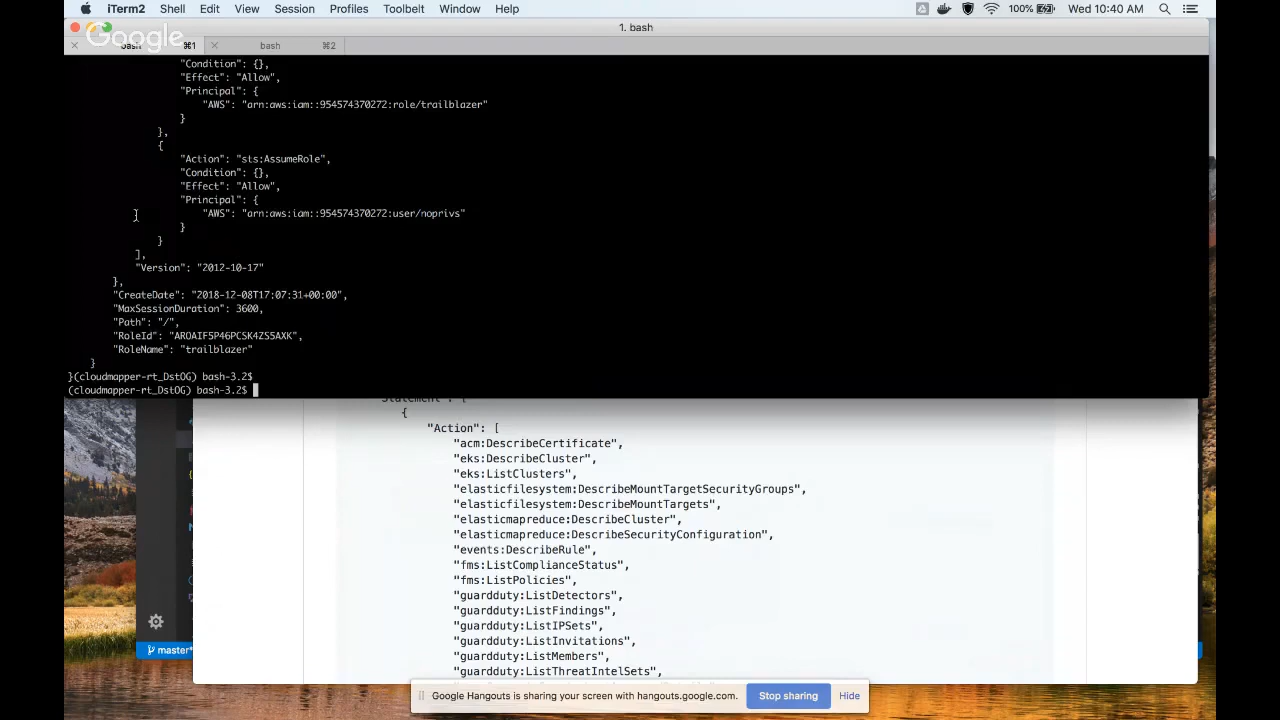 iTerm2 Shell Edit View Session Profiles Toolbelt Window Help 100% Wed 10:40 AM
1. bash
Google
bash ⌘1 bash ⌘2
"Condition": {},
"Effect": "Allow",
"Principal": {
"AWS": "arn:aws:iam::954574370272:role/trailblazer"
}
},
{
"Action": "sts:AssumeRole",
"Condition": {},
"Effect": "Allow",
"Principal": {
"AWS": "arn:aws:iam::954574370272:user/noprivs"
}
}
],
"Version": "2012-10-17"
},
"CreateDate": "2018-12-08T17:07:31+00:00",
"MaxSessionDuration": 3600,
"Path": "/",
"RoleId": "AROAIF5P46PCSK4ZS5AXK",
"RoleName": "trailblazer"
}
}(cloudmapper-rt_DstOG) bash-3.2$
(cloudmapper-rt_DstOG) bash-3.2$
Statement": [
{
"Action": [
"acm:DescribeCertificate",
"eks:DescribeCluster",
"eks:ListClusters",
"elasticfilesystem:DescribeMountTargetSecurityGroups",
"elasticfilesystem:DescribeMountTargets",
"elasticmapreduce:DescribeCluster",
"elasticmapreduce:DescribeSecurityConfiguration",
"events:DescribeRule",
"fms:ListComplianceStatus",
"fms:ListPolicies",
"guardduty:ListDetectors",
"guardduty:ListFindings",
"guardduty:ListIPSets",
"guardduty:ListInvitations",
"guardduty:ListMembers",
"guardduty:ListThreatIntelSets",
master*
Google Hangouts is sharing your screen with hangouts.google.com. Stop sharing Hide